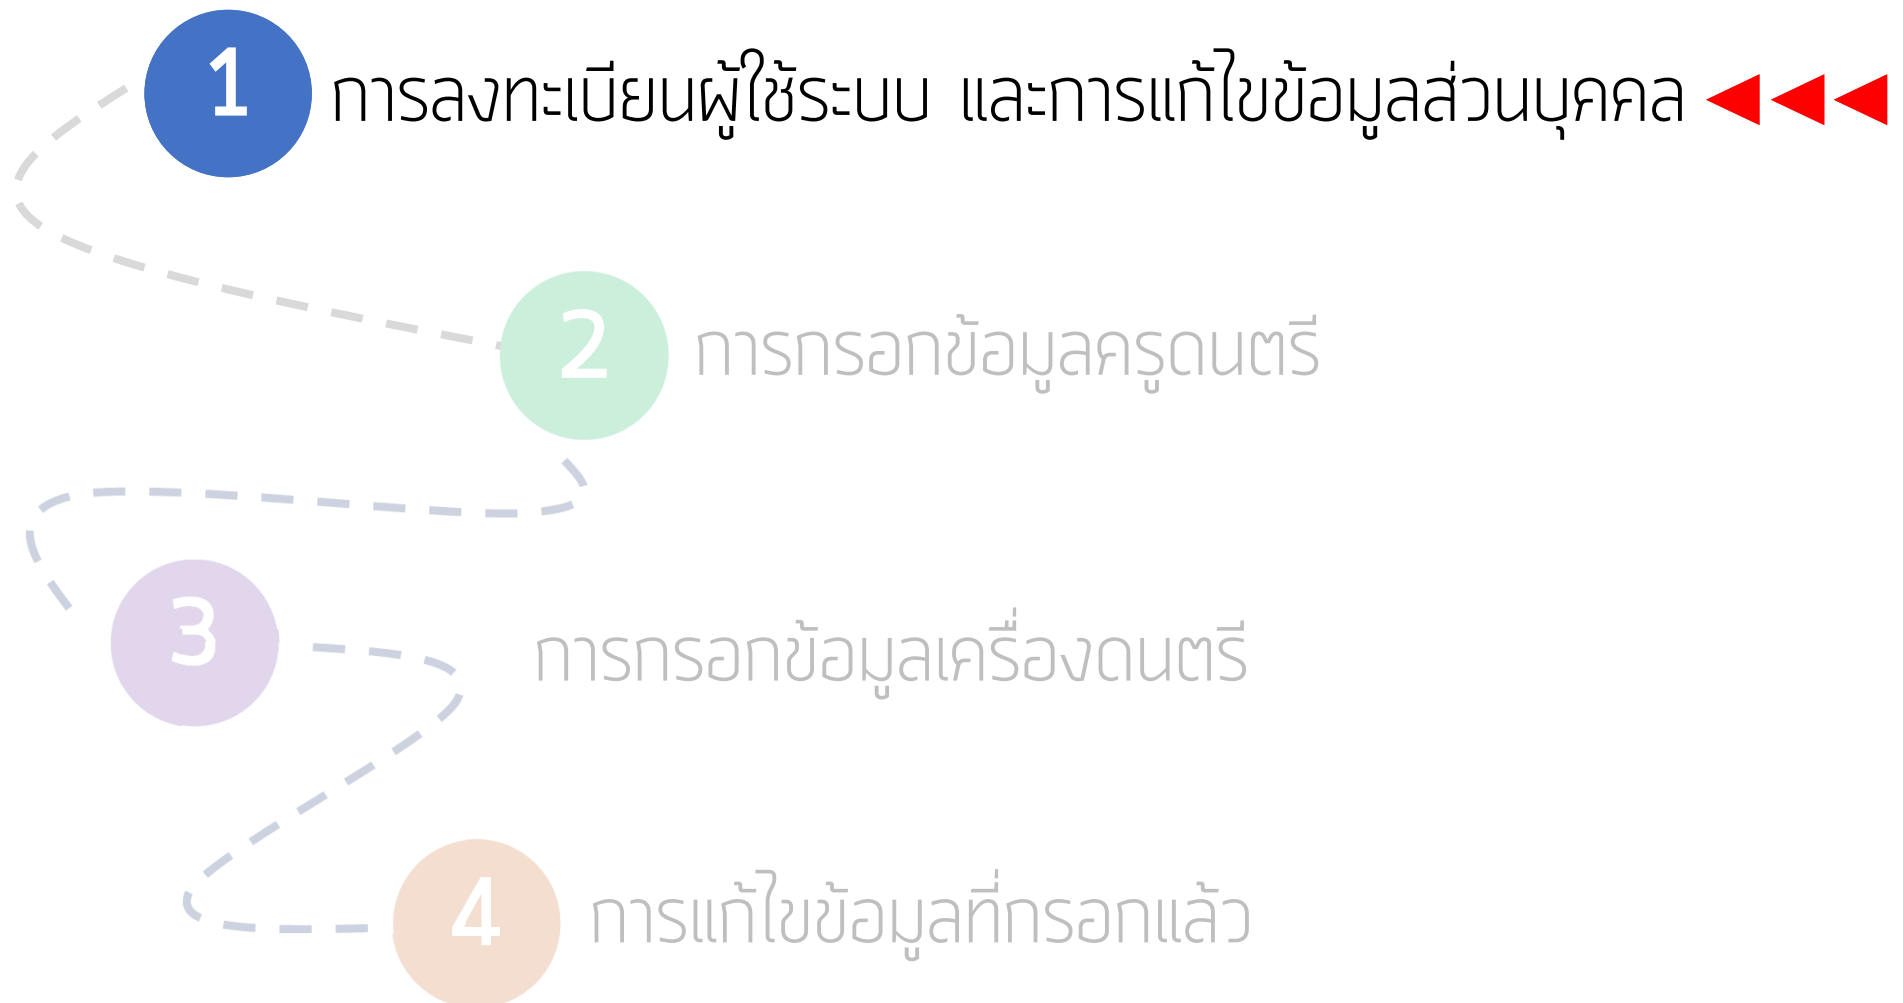 1 การลงทะเบียนผู้ใช้ระบบ และการแก้ไขข้อมูลส่วนบุคคล
2 การกรอกข้อมูลครูดนตรี
3 การกรอกข้อมูลเครื่องดนตรี
4 การแก้ไขข้อมูลที่กรอกแล้ว